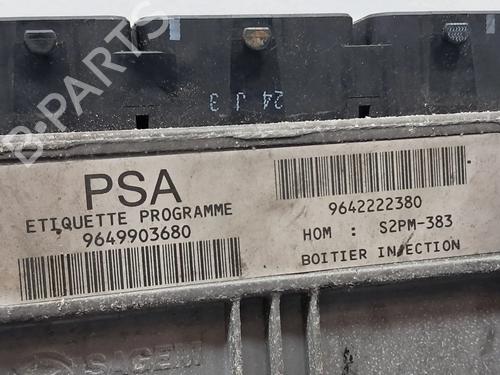 24 J 3
B-PARTS
PSA
ETIQUETTE PROGRAMME
9649903680
9642222380
HOM : S2PM-383
BOITIER INJECTION
SAGEM